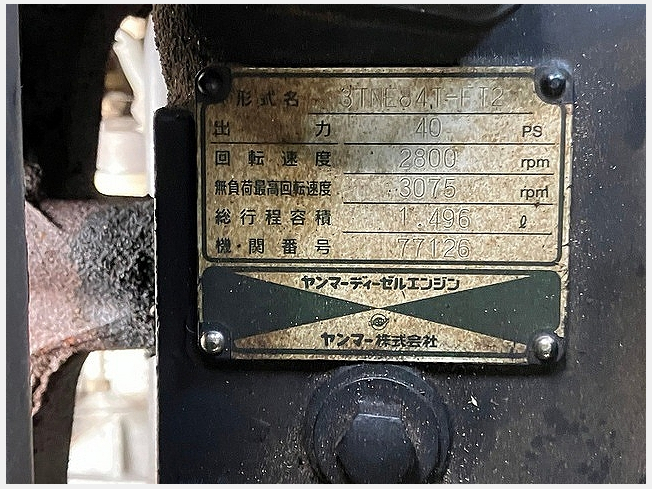 形式名 3TNE84T-FT2
出力 40 PS
回転速度 2800 rpm
無負荷最高回転速度 3075 rpm
総行程容積 1.496 ℓ
機関番号 77126
ヤンマーディーゼルエンジン
ヤンマー株式会社